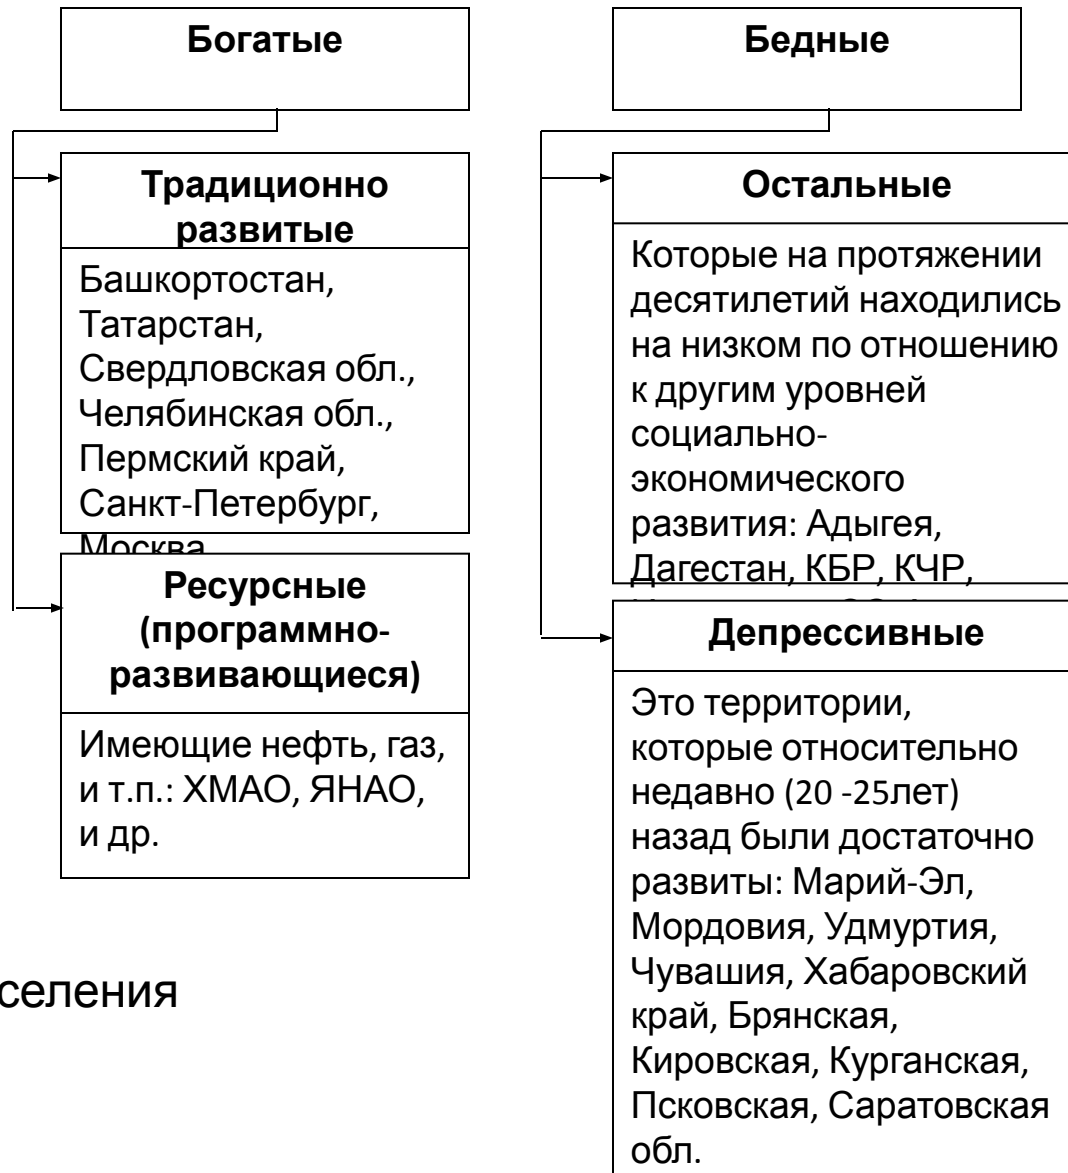 Богатые
Традиционно
развитые
Башкортостан,
Татарстан,
Свердловская обл.,
Челябинская обл.,
Пермский край,
Санкт-Петербург,
Москва
Ресурсные
(программно-
развивающиеся)
Имеющие нефть, газ,
и т.п.: ХМАО, ЯНАО,
и др.
селения
Бедные
Остальные
Которые на протяжении
десятилетий находились
на низком по отношению
к другим уровней
социально-
экономического
развития: Адыгея,
Дагестан, КБР, КЧР,
Депрессивные
Это территории,
которые относительно
недавно (20 -25лет)
назад были достаточно
развиты: Марий-Эл,
Мордовия, Удмуртия,
Чувашия, Хабаровский
край, Брянская,
Кировская, Курганская,
Псковская, Саратовская
обл.